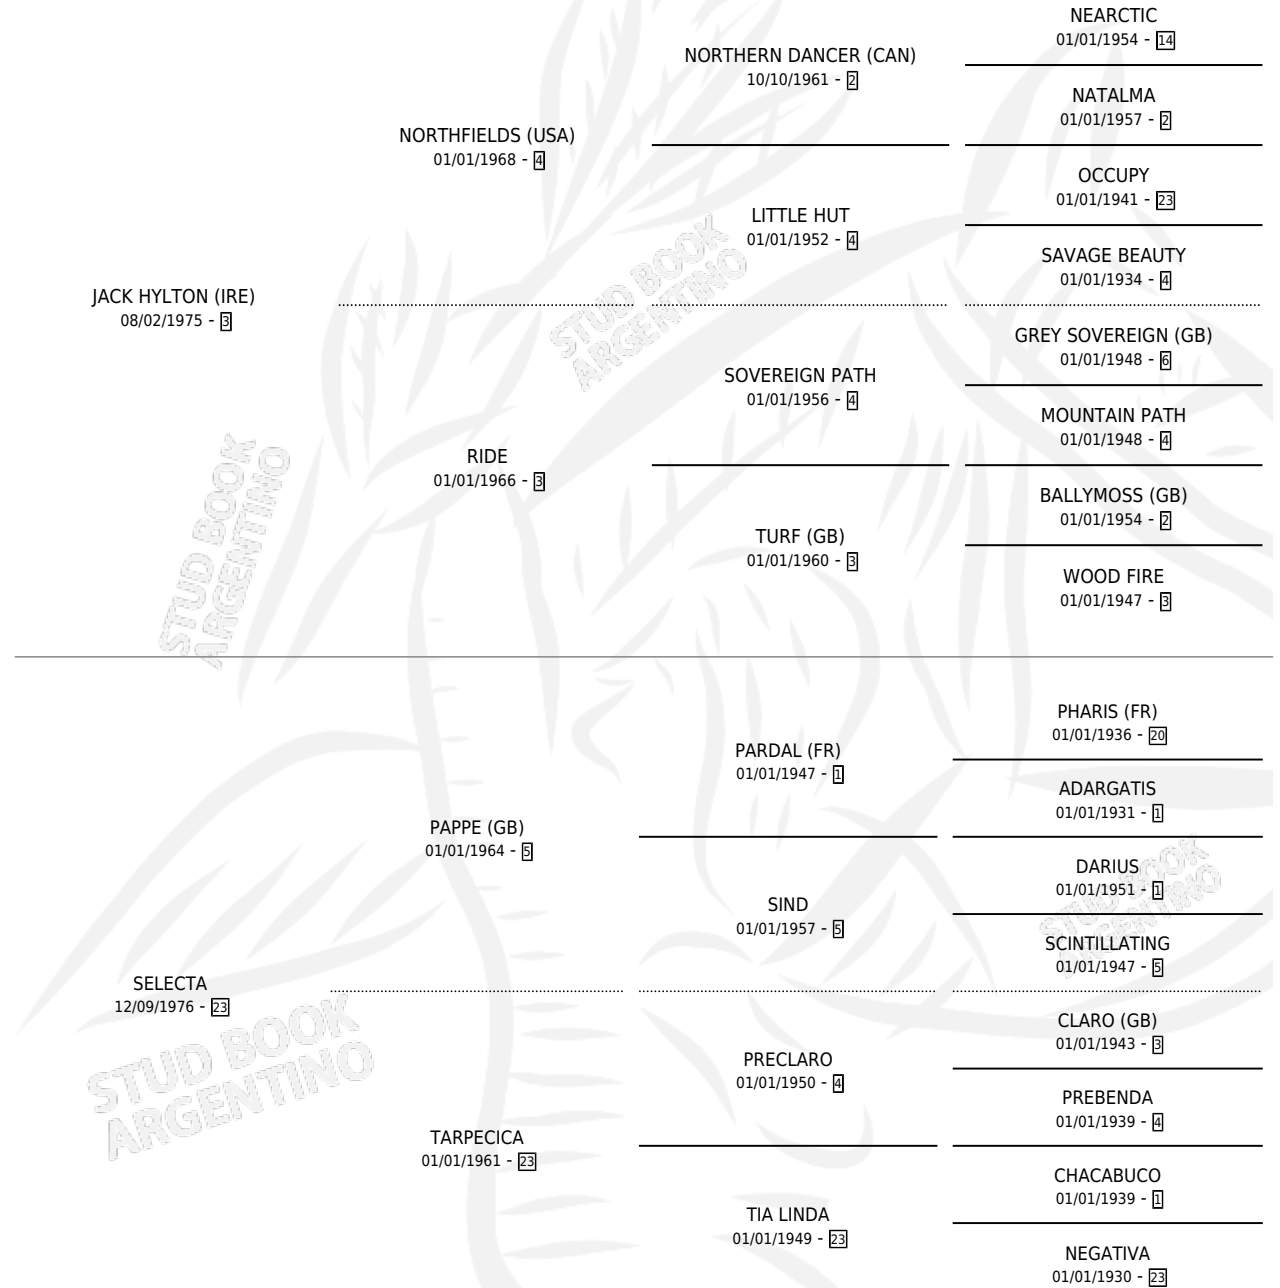 NEARCTIC
01/01/1954 - 14
NORTHERN DANCER (CAN)
10/10/1961 - 2
NATALMA
01/01/1957 - 2
NORTHFIELDS (USA)
01/01/1968 - 4
OCCUPY
01/01/1941 - 23
LITTLE HUT
01/01/1952 - 4
SAVAGE BEAUTY
01/01/1934 - 4
JACK HYLTON (IRE)
08/02/1975 - 3
GREY SOVEREIGN (GB)
01/01/1948 - 6
SOVEREIGN PATH
01/01/1956 - 4
MOUNTAIN PATH
01/01/1948 - 4
RIDE
01/01/1966 - 3
BALLYMOSS (GB)
01/01/1954 - 2
TURF (GB)
01/01/1960 - 3
WOOD FIRE
01/01/1947 - 3
PHARIS (FR)
01/01/1936 - 20
PARDAL (FR)
01/01/1947 - 1
ADARGATIS
01/01/1931 - 1
PAPPE (GB)
01/01/1964 - 5
DARIUS
01/01/1951 - 1
SIND
01/01/1957 - 5
SCINTILLATING
01/01/1947 - 5
SELECTA
12/09/1976 - 23
CLARO (GB)
01/01/1943 - 3
PRECLARO
01/01/1950 - 4
PREBENDA
01/01/1939 - 4
TARPECICA
01/01/1961 - 23
CHACABUCO
01/01/1939 - 1
TIA LINDA
01/01/1949 - 23
NEGATIVA
01/01/1930 - 23
STUD BOOK
ARGENTINO
STUD BOOK
ARGENTINO
STUD BOOK
ARGENTINO
STUD BOOK
ARGENTINO